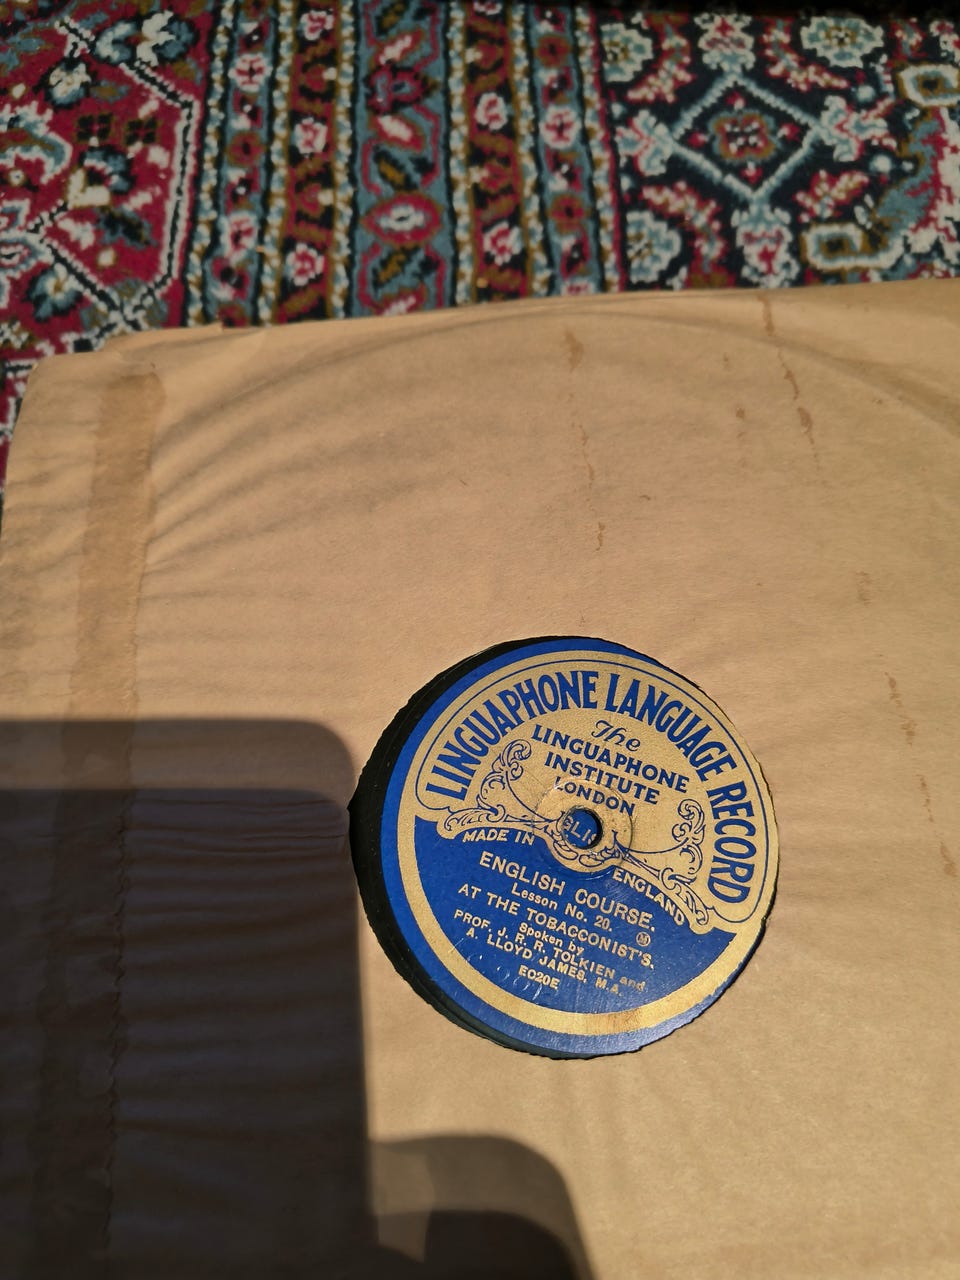 LINGUAPHONE LANGUAGE RECORD
The
LINGUAPHONE
INSTITUTE
LONDON
GLIS
MADE IN ENGLAND
ENGLISH COURSE.
Lesson No. 20.
AT THE TOBACCONIST'S.
Spoken by
PROF. J. R. R. TOLKIEN and
A. LLOYD JAMES, M.A.
EC20E